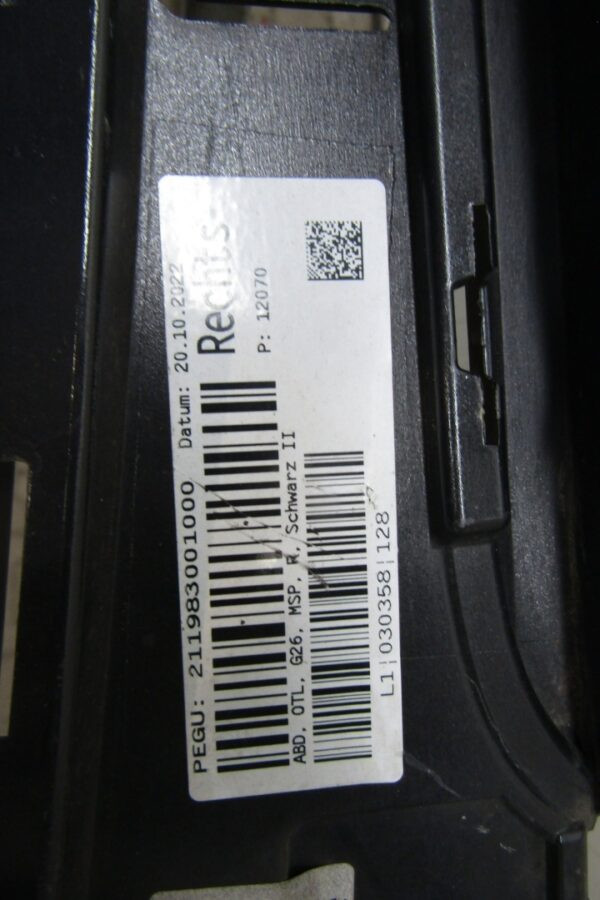 PEGU: 211983001000 Datum: 20.10.2022
Rechts
P: 12070
ABD, OTL, G26, MSP, R, Schwarz II
L1|030358|128